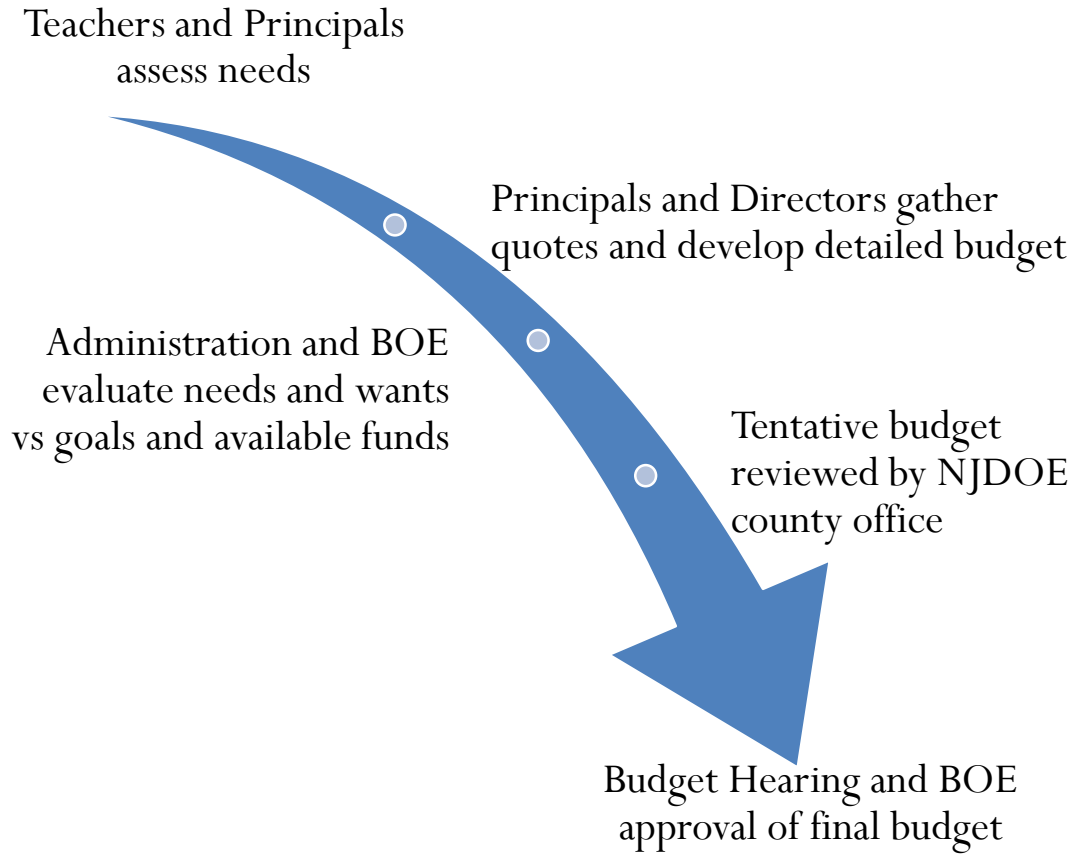 Teachers and Principals
assess needs
Principals and Directors gather
quotes and develop detailed budget
Administration and BOE
evaluate needs and wants
vs goals and available funds
Tentative budget
reviewed by NJDOE
county office
Budget Hearing and BOE
approval of final budget